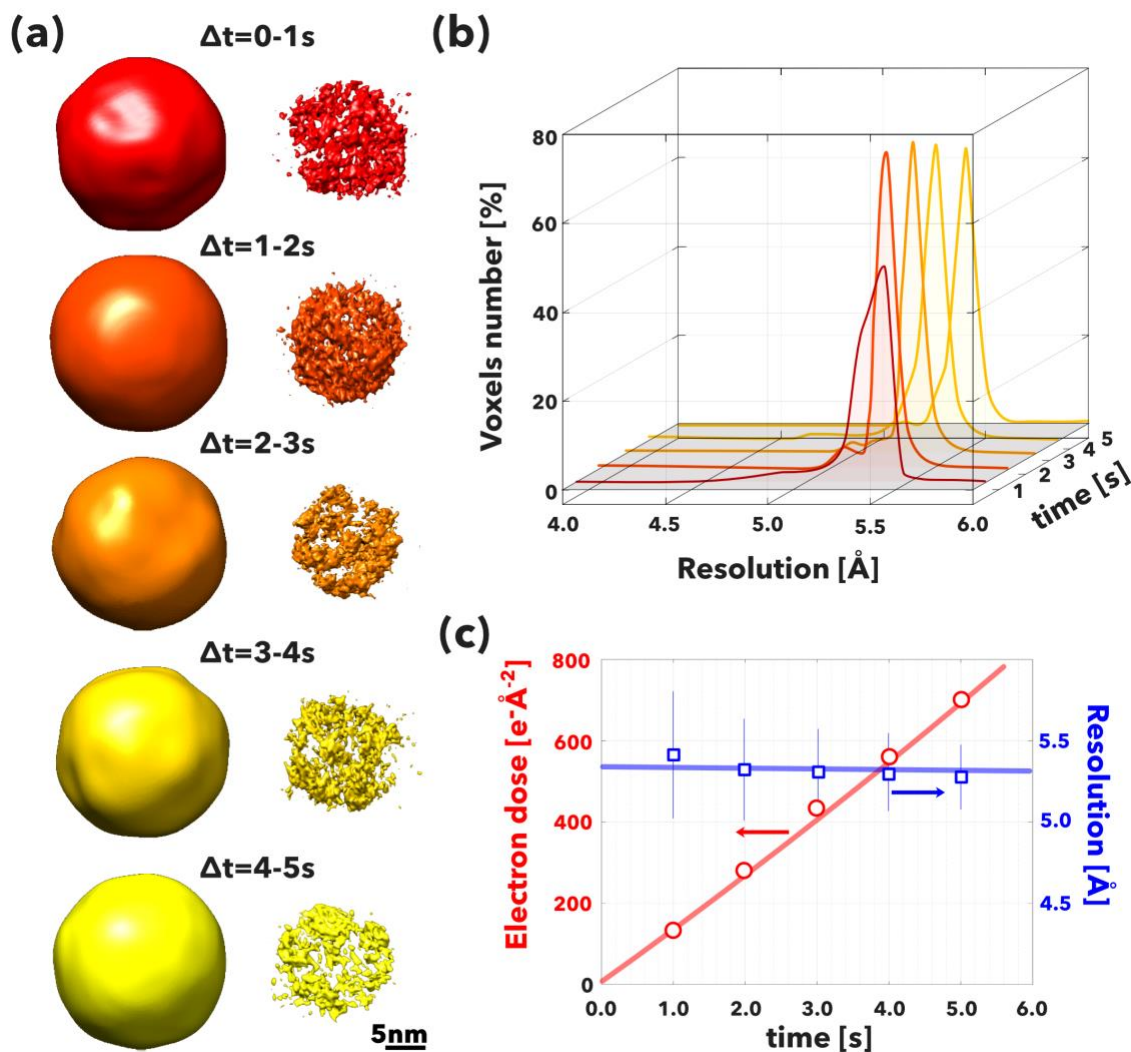 (a)
Δt=0-1s
Δt=1-2s
Δt=2-3s
Δt=3-4s
Δt=4-5s
5nm
(b)
Voxels number [%]
80
60
40
20
0
4.0 4.5 5.0 5.5 6.0
Resolution [Å]
1 2 3 4 5
time [s]
(c)
Electron dose [e-Å-2]
800
600
400
200
0
0.0 1.0 2.0 3.0 4.0 5.0 6.0
time [s]
5.5
5.0
4.5
Resolution [Å]